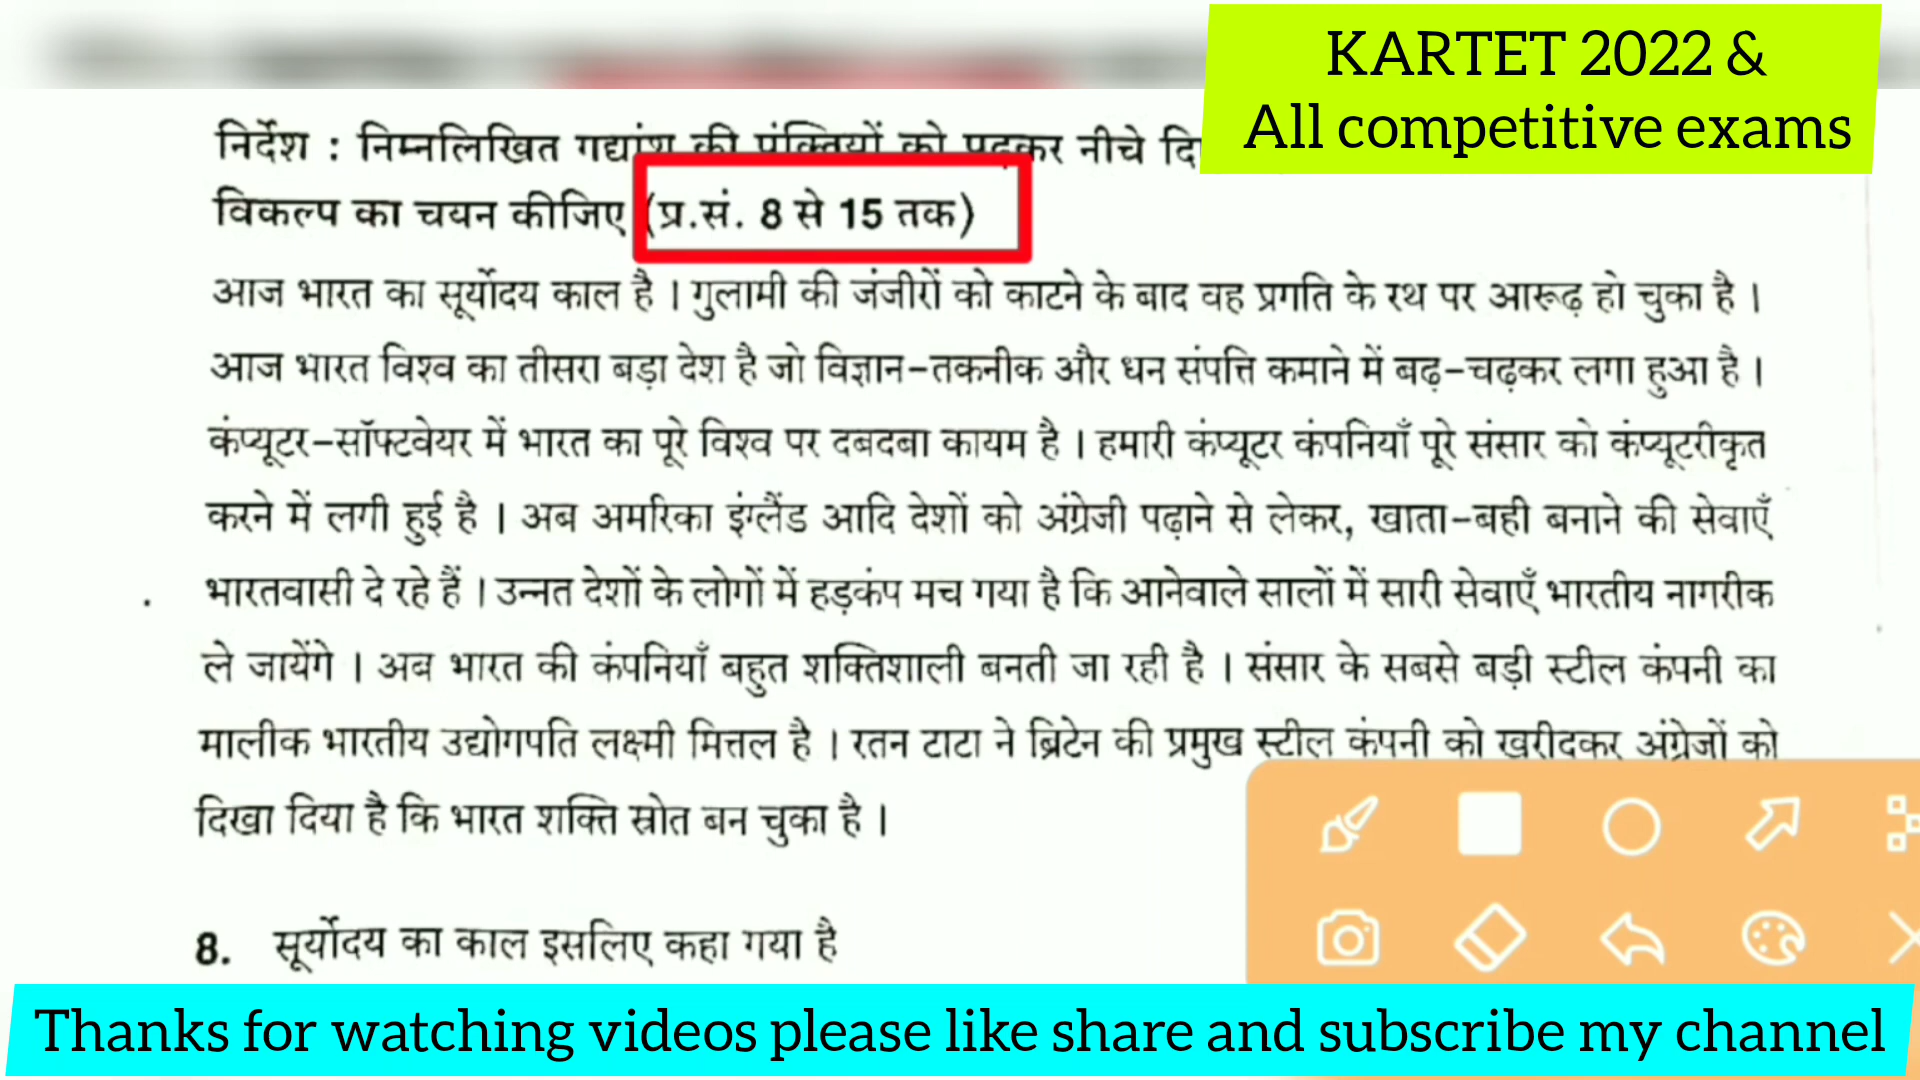 KARTET 2022 &
All competitive exams
निर्देश : निम्नलिखित गद्यांश की पंक्तियों को पढ़कर नीचे
विकल्प का चयन कीजिए (प्र.सं. 8 से 15 तक)
आज भारत का सूर्योदय काल है । गुलामी की जंजीरों को काटने के बाद वह प्रगति के रथ पर आरूढ़ हो चुका है ।
आज भारत विश्व का तीसरा बड़ा देश है जो विज्ञान-तकनीक और धन संपत्ति कमाने में बढ़-चढ़कर लगा हुआ है ।
कंप्यूटर-सॉफ्टवेयर में भारत का पूरे विश्व पर दबदबा कायम है । हमारी कंप्यूटर कंपनियाँ पूरे संसार को कंप्यूटरीकृत
करने में लगी हुई है । अब अमरिका इंग्लैंड आदि देशों को अंग्रेजी पढ़ाने से लेकर, खाता-बही बनाने की सेवाएँ
भारतवासी दे रहे हैं । उन्नत देशों के लोगों में हड़कंप मच गया है कि आनेवाले सालों में सारी सेवाएँ भारतीय नागरीक
ले जायेंगे । अब भारत की कंपनियाँ बहुत शक्तिशाली बनती जा रही है । संसार के सबसे बड़ी स्टील कंपनी का
मालीक भारतीय उद्योगपति लक्ष्मी मित्तल है । रतन टाटा ने ब्रिटेन की प्रमुख स्टील कंपनी को खरीदकर अंग्रेजों को
दिखा दिया है कि भारत शक्ति स्रोत बन चुका है ।
8. सूर्योदय का काल इसलिए कहा गया है
Thanks for watching videos please like share and subscribe my channel